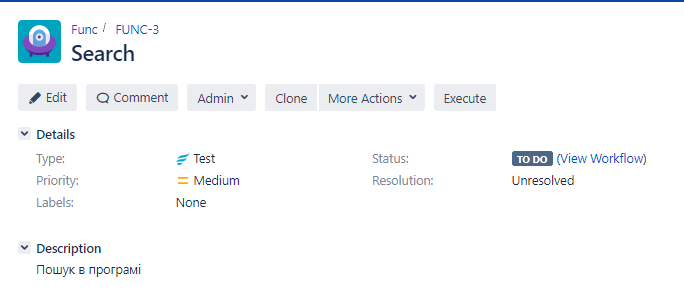 Func / FUNC-3
Search
Edit Comment Admin Clone More Actions Execute
Details
Type: Test Status: TO DO (View Workflow)
Priority: Medium Resolution: Unresolved
Labels: None
Description
Пошук в програмі